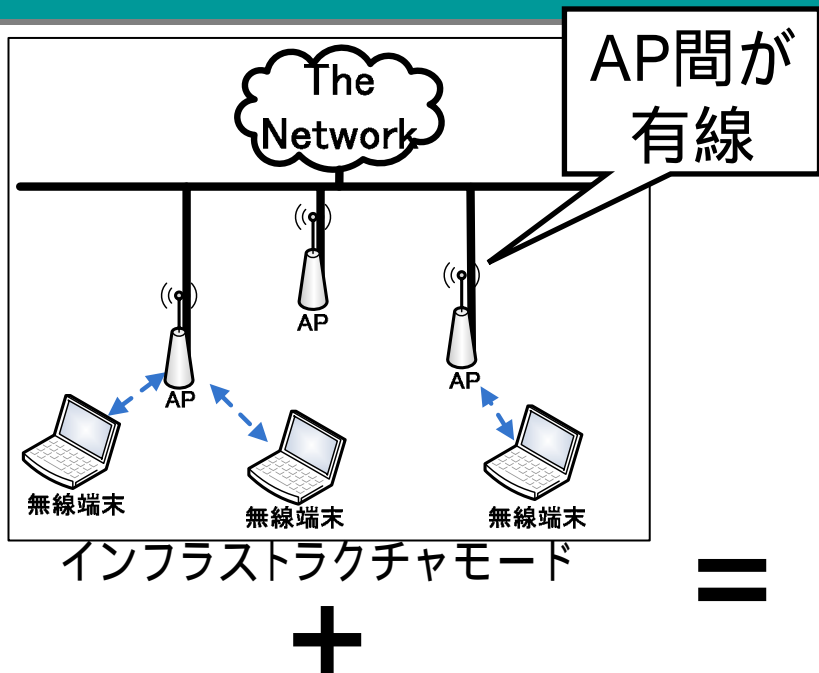 AP間が
有線
The
Network
AP
AP
AP
無線端末
無線端末
無線端末
インフラストラクチャモード
+
=